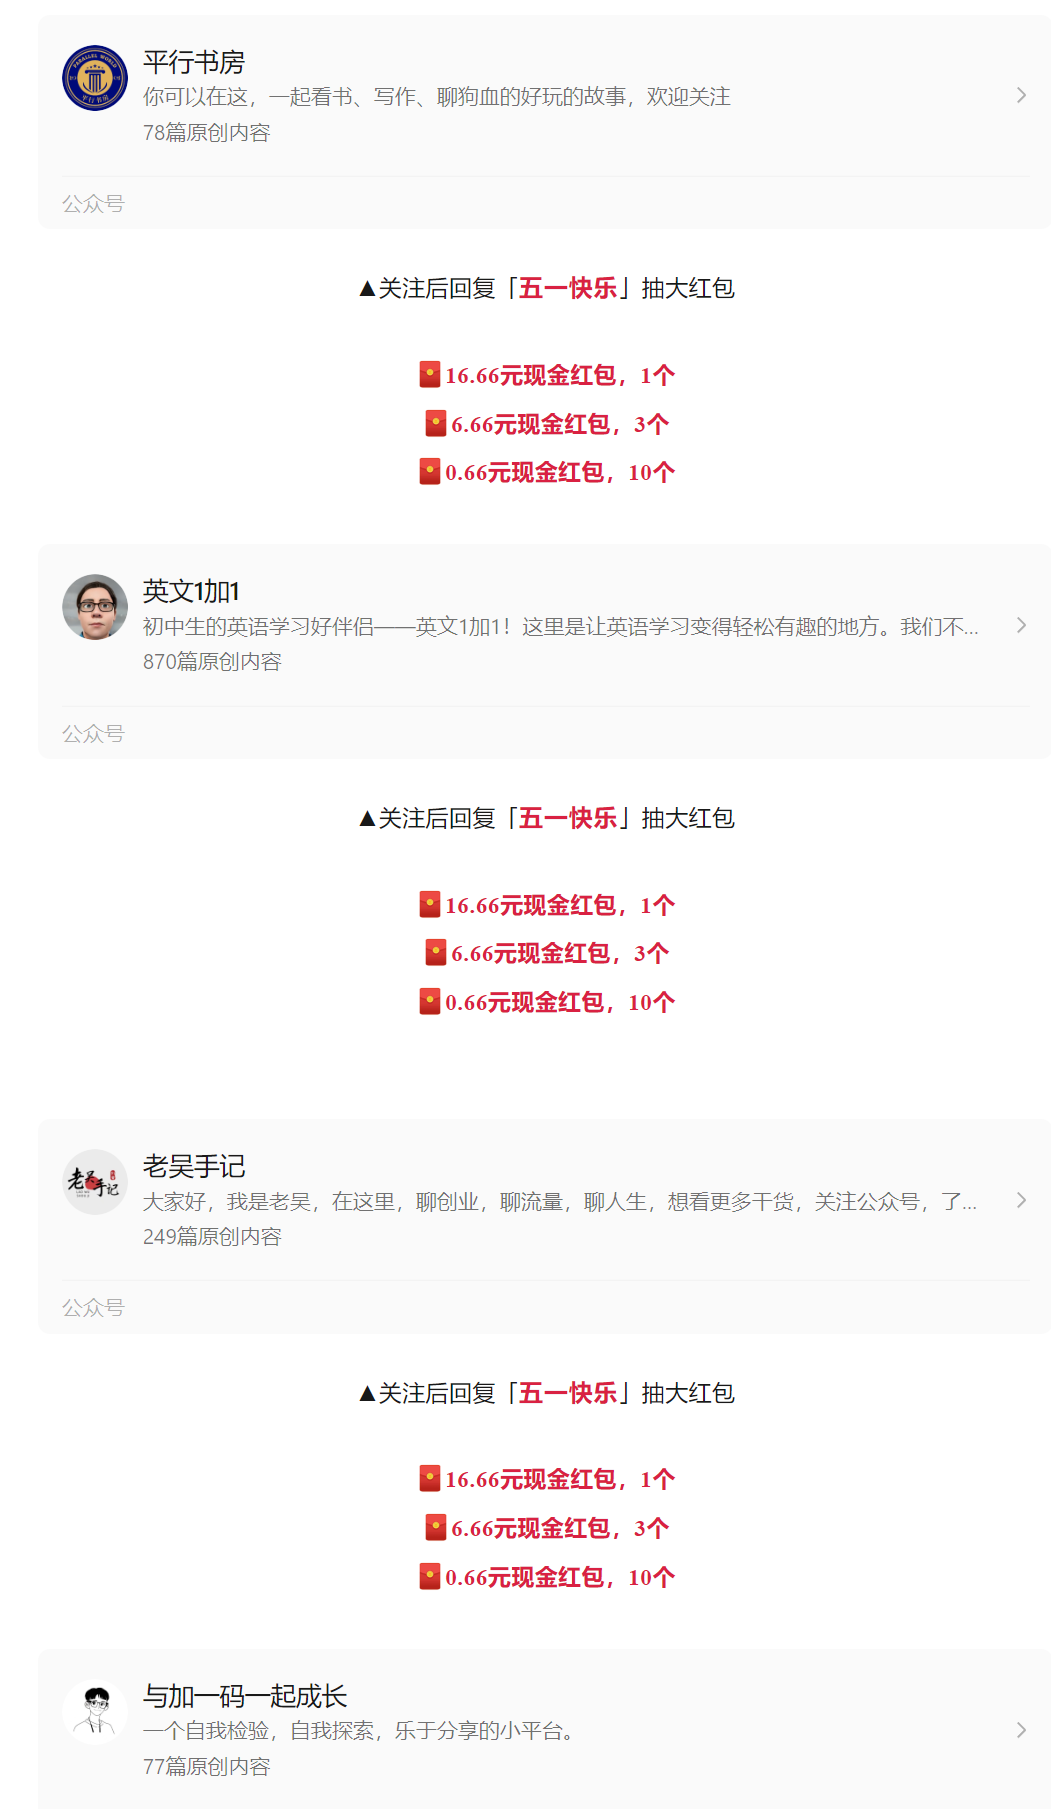 平行书房
你可以在这，一起看书、写作、聊狗血的好玩的故事，欢迎关注
78篇原创内容
公众号
▲关注后回复「五一快乐」抽大红包
16.66元现金红包，1个
6.66元现金红包，3个
0.66元现金红包，10个
英文1加1
初中生的英语学习好伴侣——英文1加1！这里是让英语学习变得轻松有趣的地方。我们不...
870篇原创内容
公众号
▲关注后回复「五一快乐」抽大红包
16.66元现金红包，1个
6.66元现金红包，3个
0.66元现金红包，10个
老吴手记
大家好，我是老吴，在这里，聊创业，聊流量，聊人生，想看更多干货，关注公众号，了...
249篇原创内容
公众号
▲关注后回复「五一快乐」抽大红包
16.66元现金红包，1个
6.66元现金红包，3个
0.66元现金红包，10个
与加一码一起成长
一个自我检验，自我探索，乐于分享的小平台。
77篇原创内容